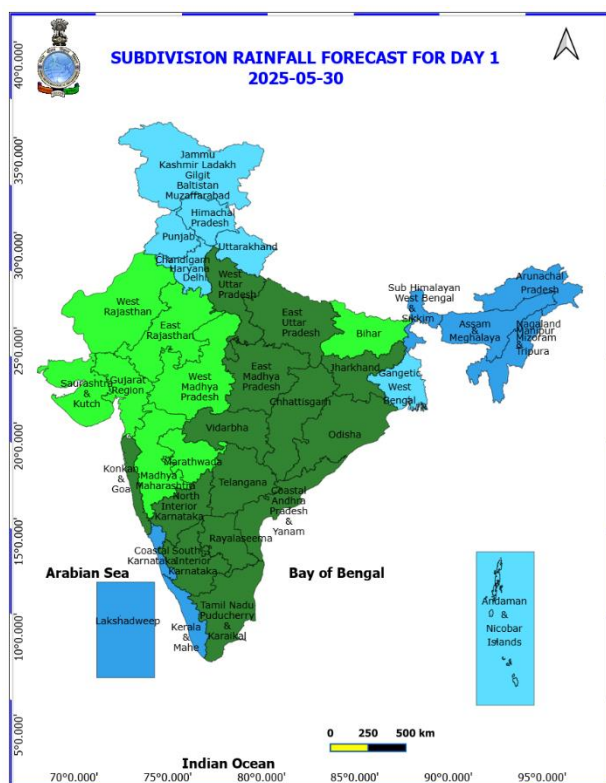 SUBDIVISION RAINFALL FORECAST FOR DAY 1
2025-05-30
Jammu
Kashmir Ladakh
Gilgit
Baltistan
Muzaffarabad
Himachal
Pradesh
Punjab
Uttarakhand
Chandigarh
Haryana
Delhi
West
Uttar
Pradesh
Arunachal
Pradesh
Sub Himalayan
West Bengal
&
Sikkim
West
Rajasthan
East
Rajasthan
East
Uttar
Pradesh
Bihar
Assam
&
Meghalaya
Nagaland
Manipur
Mizoram
&
Tripura
Saurashtra
&
Kutch
Gujarat
Region
West
Madhya
Pradesh
East
Madhya
Pradesh
Jharkhand
Gangetic
West
Bengal
Chhattisgarh
Vidarbha
Odisha
Konkan
&
Goa
Madhya
Maharashtra
Marathwada
North
Interior
Karnataka
Telangana
Coastal
Andhra
Pradesh
&
Yanam
Coastal
Karnataka
South
Interior
Karnataka
Rayalaseema
Arabian Sea
Bay of Bengal
Lakshadweep
Kerala
&
Mahe
Tamil Nadu
Puducherry
&
Karaikal
Andaman
&
Nicobar
Islands
0 250 500 km
Indian Ocean
40°0.000'
35°0.000'
30°0.000'
25°0.000'
20°0.000'
15°0.000'
10°0.000'
5°0.000'
70°0.000' 75°0.000' 80°0.000' 85°0.000' 90°0.000' 95°0.000'